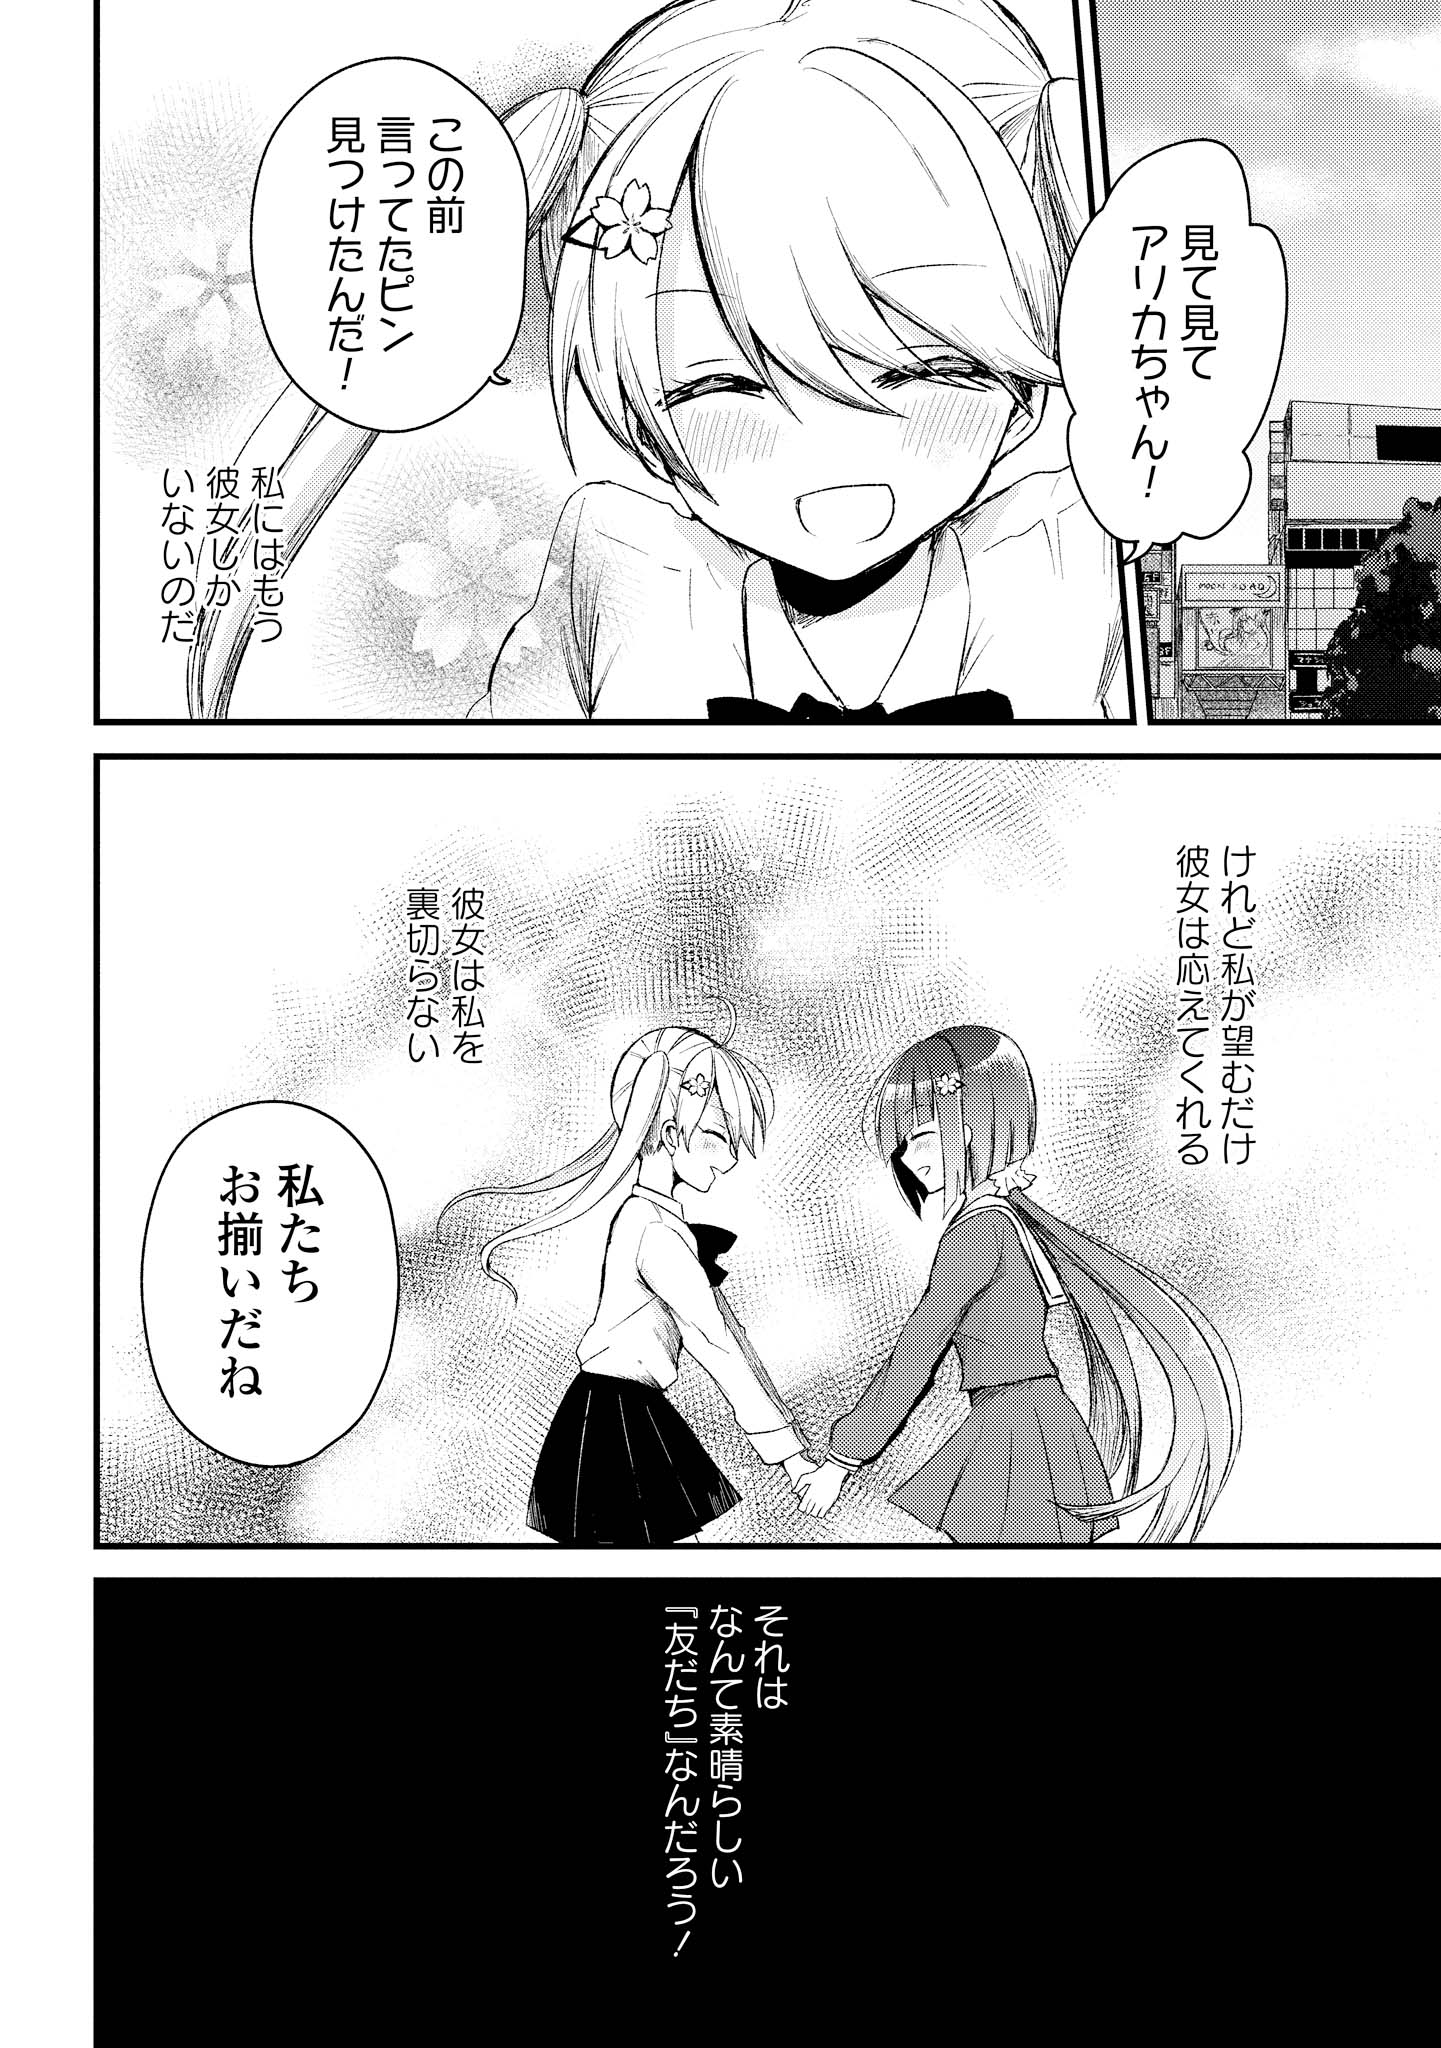 見て見て
アリカちゃん！
MOCHI ROAD
この前
言ってたピン
見つけたんだ！
私にはもう
彼女しか
いないのだ
けれど私が望むだけ
彼女は応えてくれる
彼女は私を
裏切らない
私たち
お揃いだね
それは
なんて素晴らしい
『友だち』なんだろう！